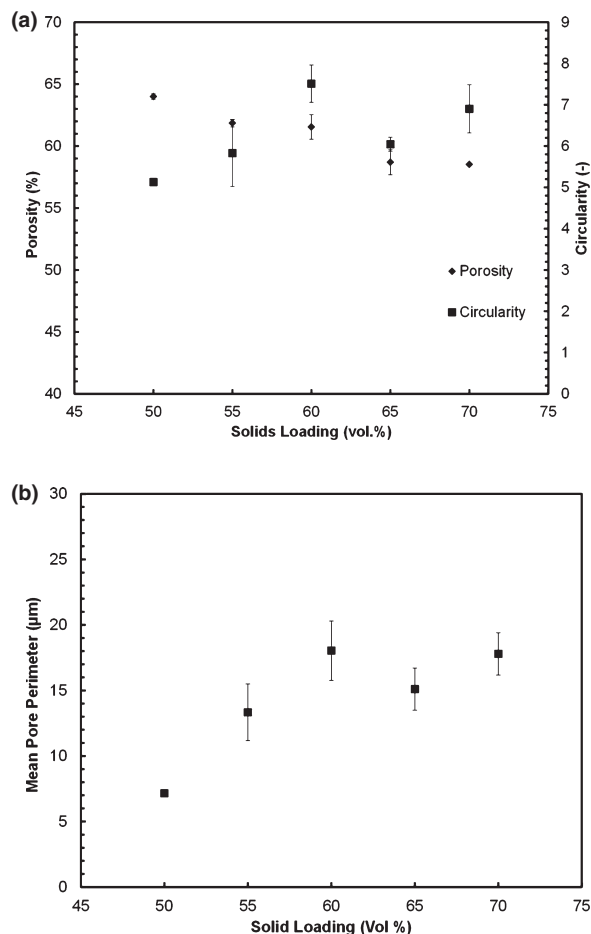 (a)
70
65
60
55
50
45
40
Porosity (%)
9
8
7
6
5
4
3
2
1
0
Circularity (-)
Porosity
Circularity
45 50 55 60 65 70 75
Solids Loading (vol.%)
(b)
30
25
20
15
10
5
0
Mean Pore Perimeter (µm)
45 50 55 60 65 70 75
Solid Loading (Vol %)